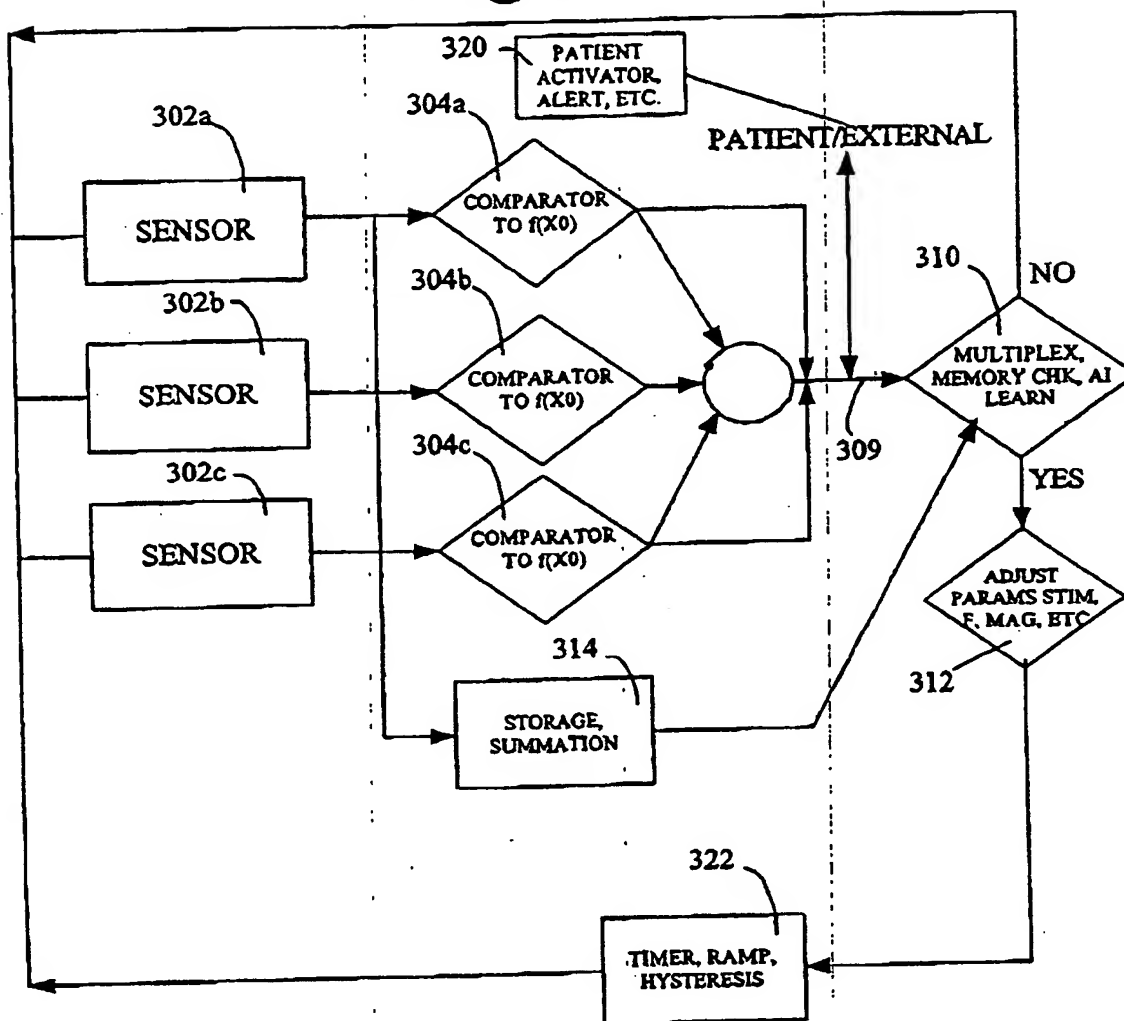 320
PATIENT
ACTIVATOR,
ALERT, ETC.
304a
302a
PATIENT/EXTERNAL
SENSOR
COMPARATOR
TO f(X0)
310
NO
302b
304b
MULTIPLEX,
MEMORY CHK, AI
LEARN
SENSOR
COMPARATOR
TO f(X0)
309
302c
304c
YES
SENSOR
COMPARATOR
TO f(X0)
ADJUST
PARAMS STIM,
F, MAG, ETC
312
314
STORAGE,
SUMMATION
322
TIMER, RAMP,
HYSTERESIS